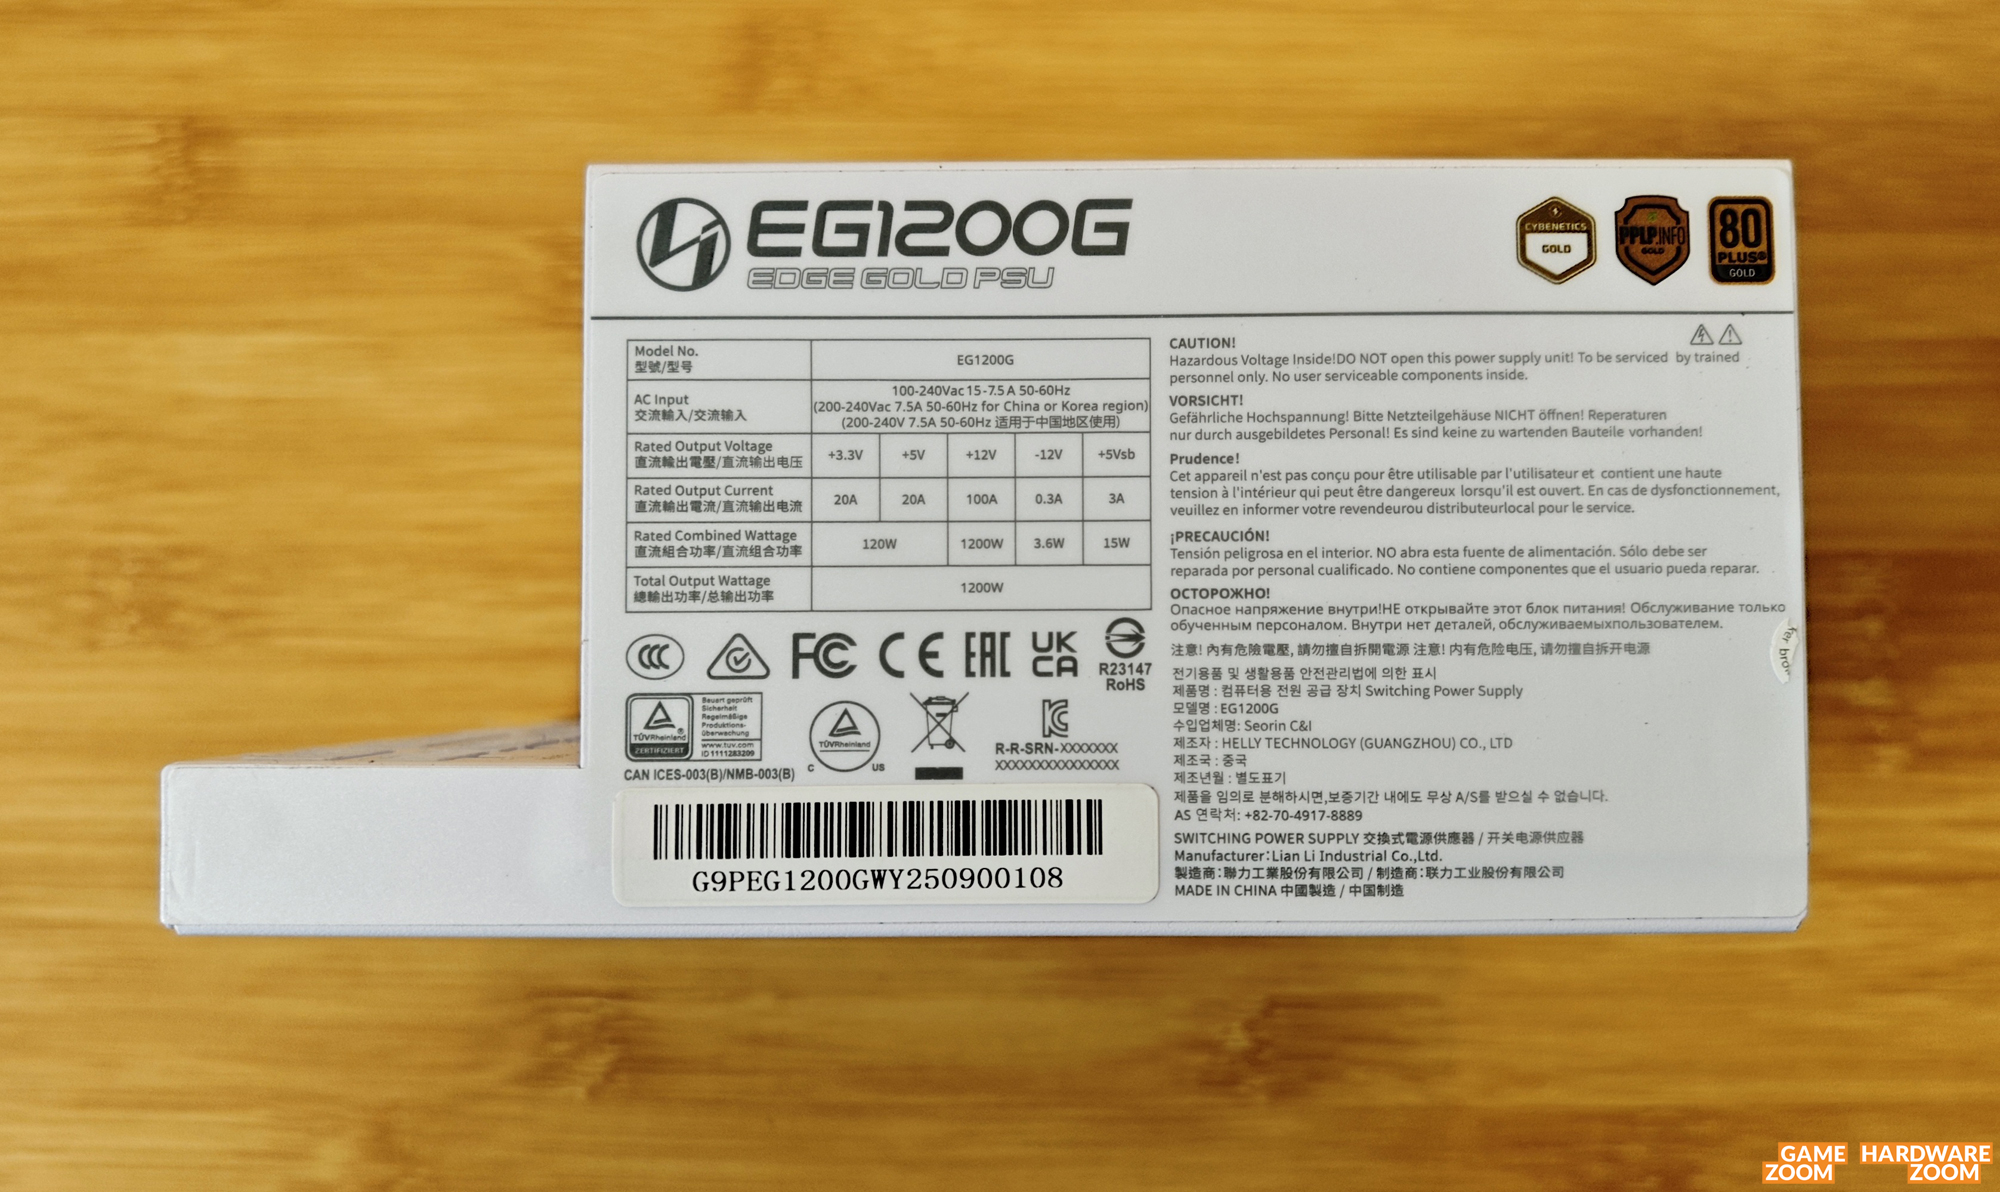 EG1200G
EDGE GOLD PSU
CYBENETICS
GOLD
PPLP.INFO
GOLD
80
PLUS®
GOLD
Model No.
型號/型号
EG1200G
AC Input
交流輸入/交流输入
100-240Vac 15-7.5 A 50-60Hz
(200-240Vac 7.5A 50-60Hz for China or Korea region)
(200-240V 7.5A 50-60Hz 适用于中国地区使用)
Rated Output Voltage
直流輸出電壓/直流输出电压
+3.3V +5V +12V -12V +5Vsb
Rated Output Current
直流輸出電流/直流输出电流
20A 20A 100A 0.3A 3A
Rated Combined Wattage
直流組合功率/直流组合功率
120W 1200W 3.6W 15W
Total Output Wattage
總輸出功率/总输出功率
1200W
CCC
FC CE EAC UK
CA
R23147
RoHS
TÜVRheinland®
ZERTIFIZIERT
Bauart geprüft
Sicherheit
Regelmäßige
Produktions-
überwachung
www.tuv.com
ID 1111283209
TÜVRheinland
C US
R-R-SRN-XXXXXXX
XXXXXXXXXXXXXXX
CAN ICES-003(B)/NMB-003(B)
G9PEG1200GWY250900108
CAUTION!
Hazardous Voltage Inside!DO NOT open this power supply unit! To be serviced by trained
personnel only. No user serviceable components inside.
VORSICHT!
Gefährliche Hochspannung! Bitte Netzteilgehäuse NICHT öffnen! Reperaturen
nur durch ausgebildetes Personal! Es sind keine zu wartenden Bauteile vorhanden!
Prudence!
Cet appareil n'est pas conçu pour être utilisable par l'utilisateur et contient une haute
tension à l'intérieur qui peut être dangereux lorsqu'il est ouvert. En cas de dysfonctionnement,
veuillez en informer votre revendeurou distributeurlocal pour le service.
¡PRECAUCIÓN!
Tensión peligrosa en el interior. NO abra esta fuente de alimentación. Sólo debe ser
reparada por personal cualificado. No contiene componentes que el usuario pueda reparar.
ОСТОРОЖНО!
Опасное напряжение внутри!НЕ открывайте этот блок питания! Обслуживание только
обученным персоналом. Внутри нет деталей, обслуживаемыхпользователем.
注意! 內有危險電壓, 請勿擅自拆開電源 注意! 内有危险电压, 请勿擅自拆开电源
전기용품 및 생활용품 안전관리법에 의한 표시
제품명 : 컴퓨터용 전원 공급 장치 Switching Power Supply
모델명 : EG1200G
수입업체명: Seorin C&I
제조자 : HELLY TECHNOLOGY (GUANGZHOU) CO., LTD
제조국 : 중국
제조년월 : 별도표기
제품을 임의로 분해하시면,보증기간 내에도 무상 A/S를 받으실 수 없습니다.
AS 연락처: +82-70-4917-8889
SWITCHING POWER SUPPLY 交換式電源供應器 / 开关电源供应器
Manufacturer:Lian Li Industrial Co.,Ltd.
製造商:聯力工業股份有限公司 / 制造商:联力工业股份有限公司
MADE IN CHINA 中國製造 / 中国制造
GAME HARDWARE
ZOOM ZOOM